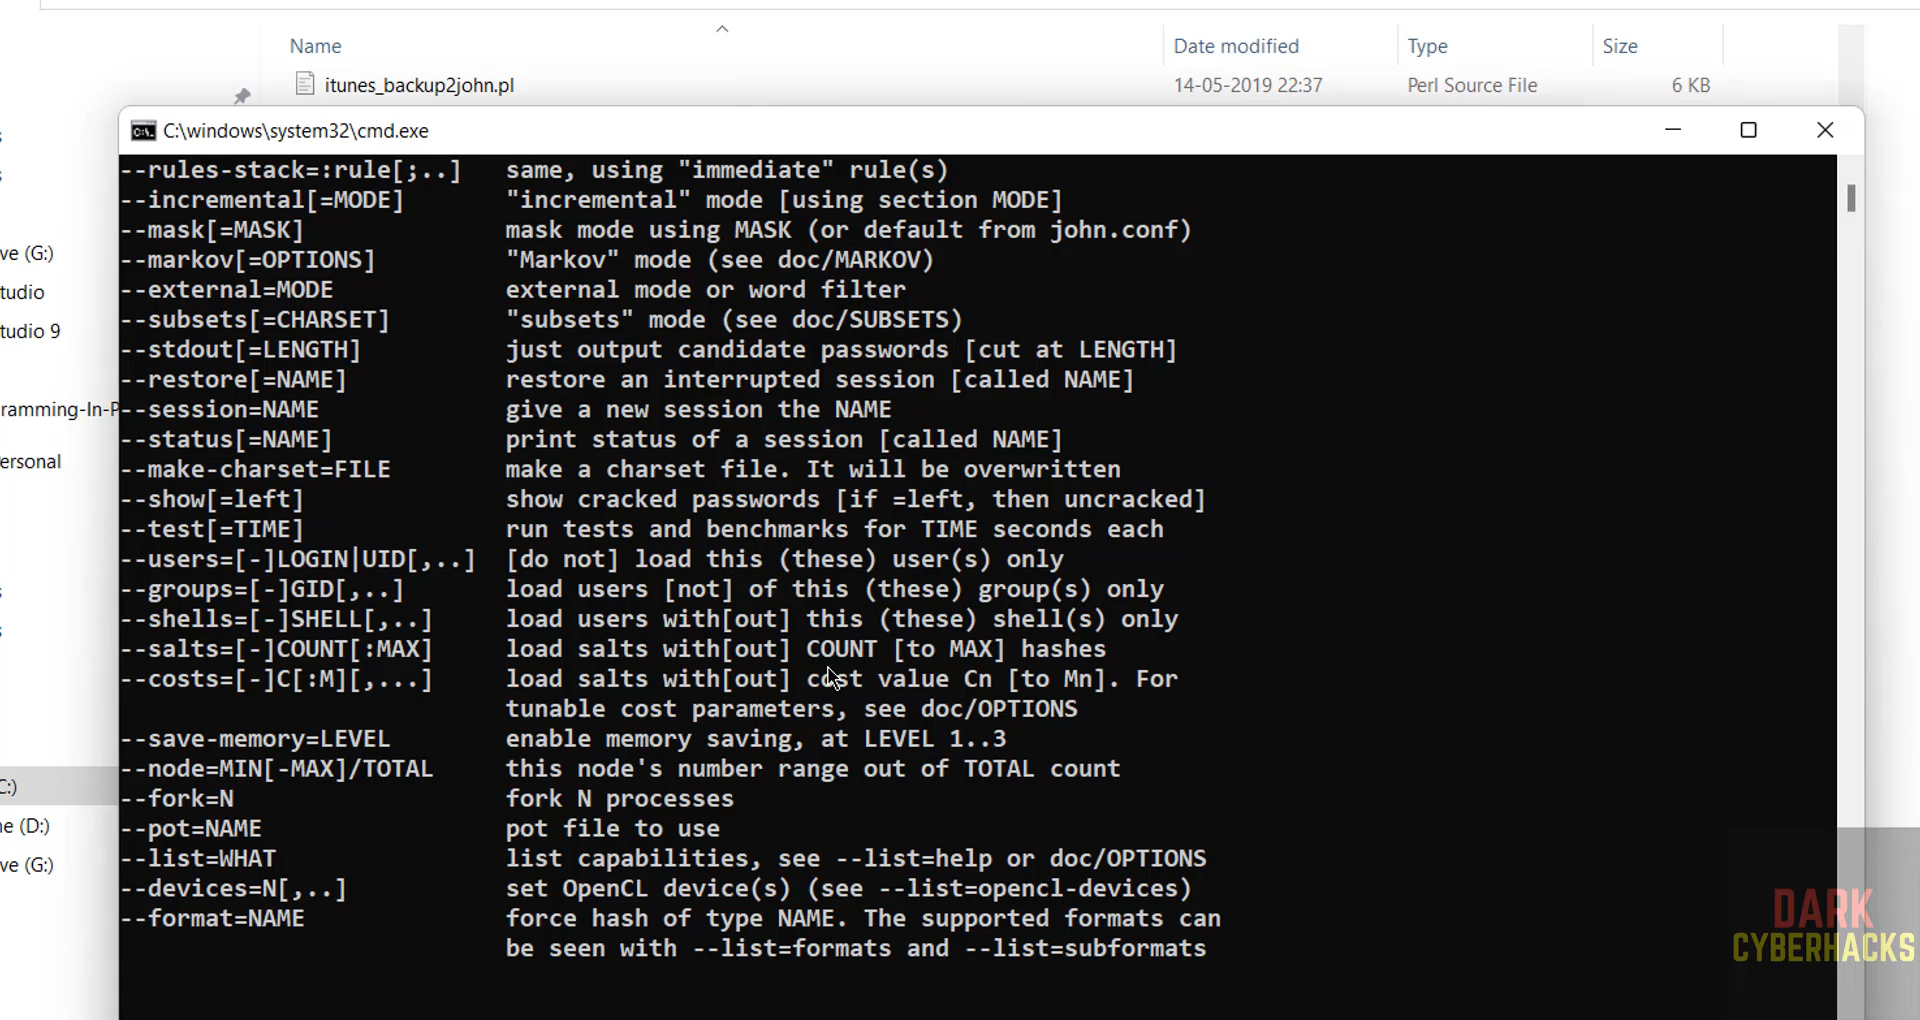 Name Date modified Type Size
itunes_backup2john.pl 14-05-2019 22:37 Perl Source File 6 KB
C:\windows\system32\cmd.exe
ve (G:)
tudio
tudio 9
ramming-In-P
ersonal
C:)
e (D:)
ve (G:)
--rules-stack=:rule[;..] same, using "immediate" rule(s)
--incremental[=MODE] "incremental" mode [using section MODE]
--mask[=MASK] mask mode using MASK (or default from john.conf)
--markov[=OPTIONS] "Markov" mode (see doc/MARKOV)
--external=MODE external mode or word filter
--subsets[=CHARSET] "subsets" mode (see doc/SUBSETS)
--stdout[=LENGTH] just output candidate passwords [cut at LENGTH]
--restore[=NAME] restore an interrupted session [called NAME]
--session=NAME give a new session the NAME
--status[=NAME] print status of a session [called NAME]
--make-charset=FILE make a charset file. It will be overwritten
--show[=left] show cracked passwords [if =left, then uncracked]
--test[=TIME] run tests and benchmarks for TIME seconds each
--users=[-]LOGIN|UID[,..] [do not] load this (these) user(s) only
--groups=[-]GID[,..] load users [not] of this (these) group(s) only
--shells=[-]SHELL[,..] load users with[out] this (these) shell(s) only
--salts=[-]COUNT[:MAX] load salts with[out] COUNT [to MAX] hashes
--costs=[-]C[:M][,...] load salts with[out] cost value Cn [to Mn]. For
tunable cost parameters, see doc/OPTIONS
--save-memory=LEVEL enable memory saving, at LEVEL 1..3
--node=MIN[-MAX]/TOTAL this node's number range out of TOTAL count
--fork=N fork N processes
--pot=NAME pot file to use
--list=WHAT list capabilities, see --list=help or doc/OPTIONS
--devices=N[,..] set OpenCL device(s) (see --list=opencl-devices)
--format=NAME force hash of type NAME. The supported formats can
be seen with --list=formats and --list=subformats
DARK
CYBERHACKS